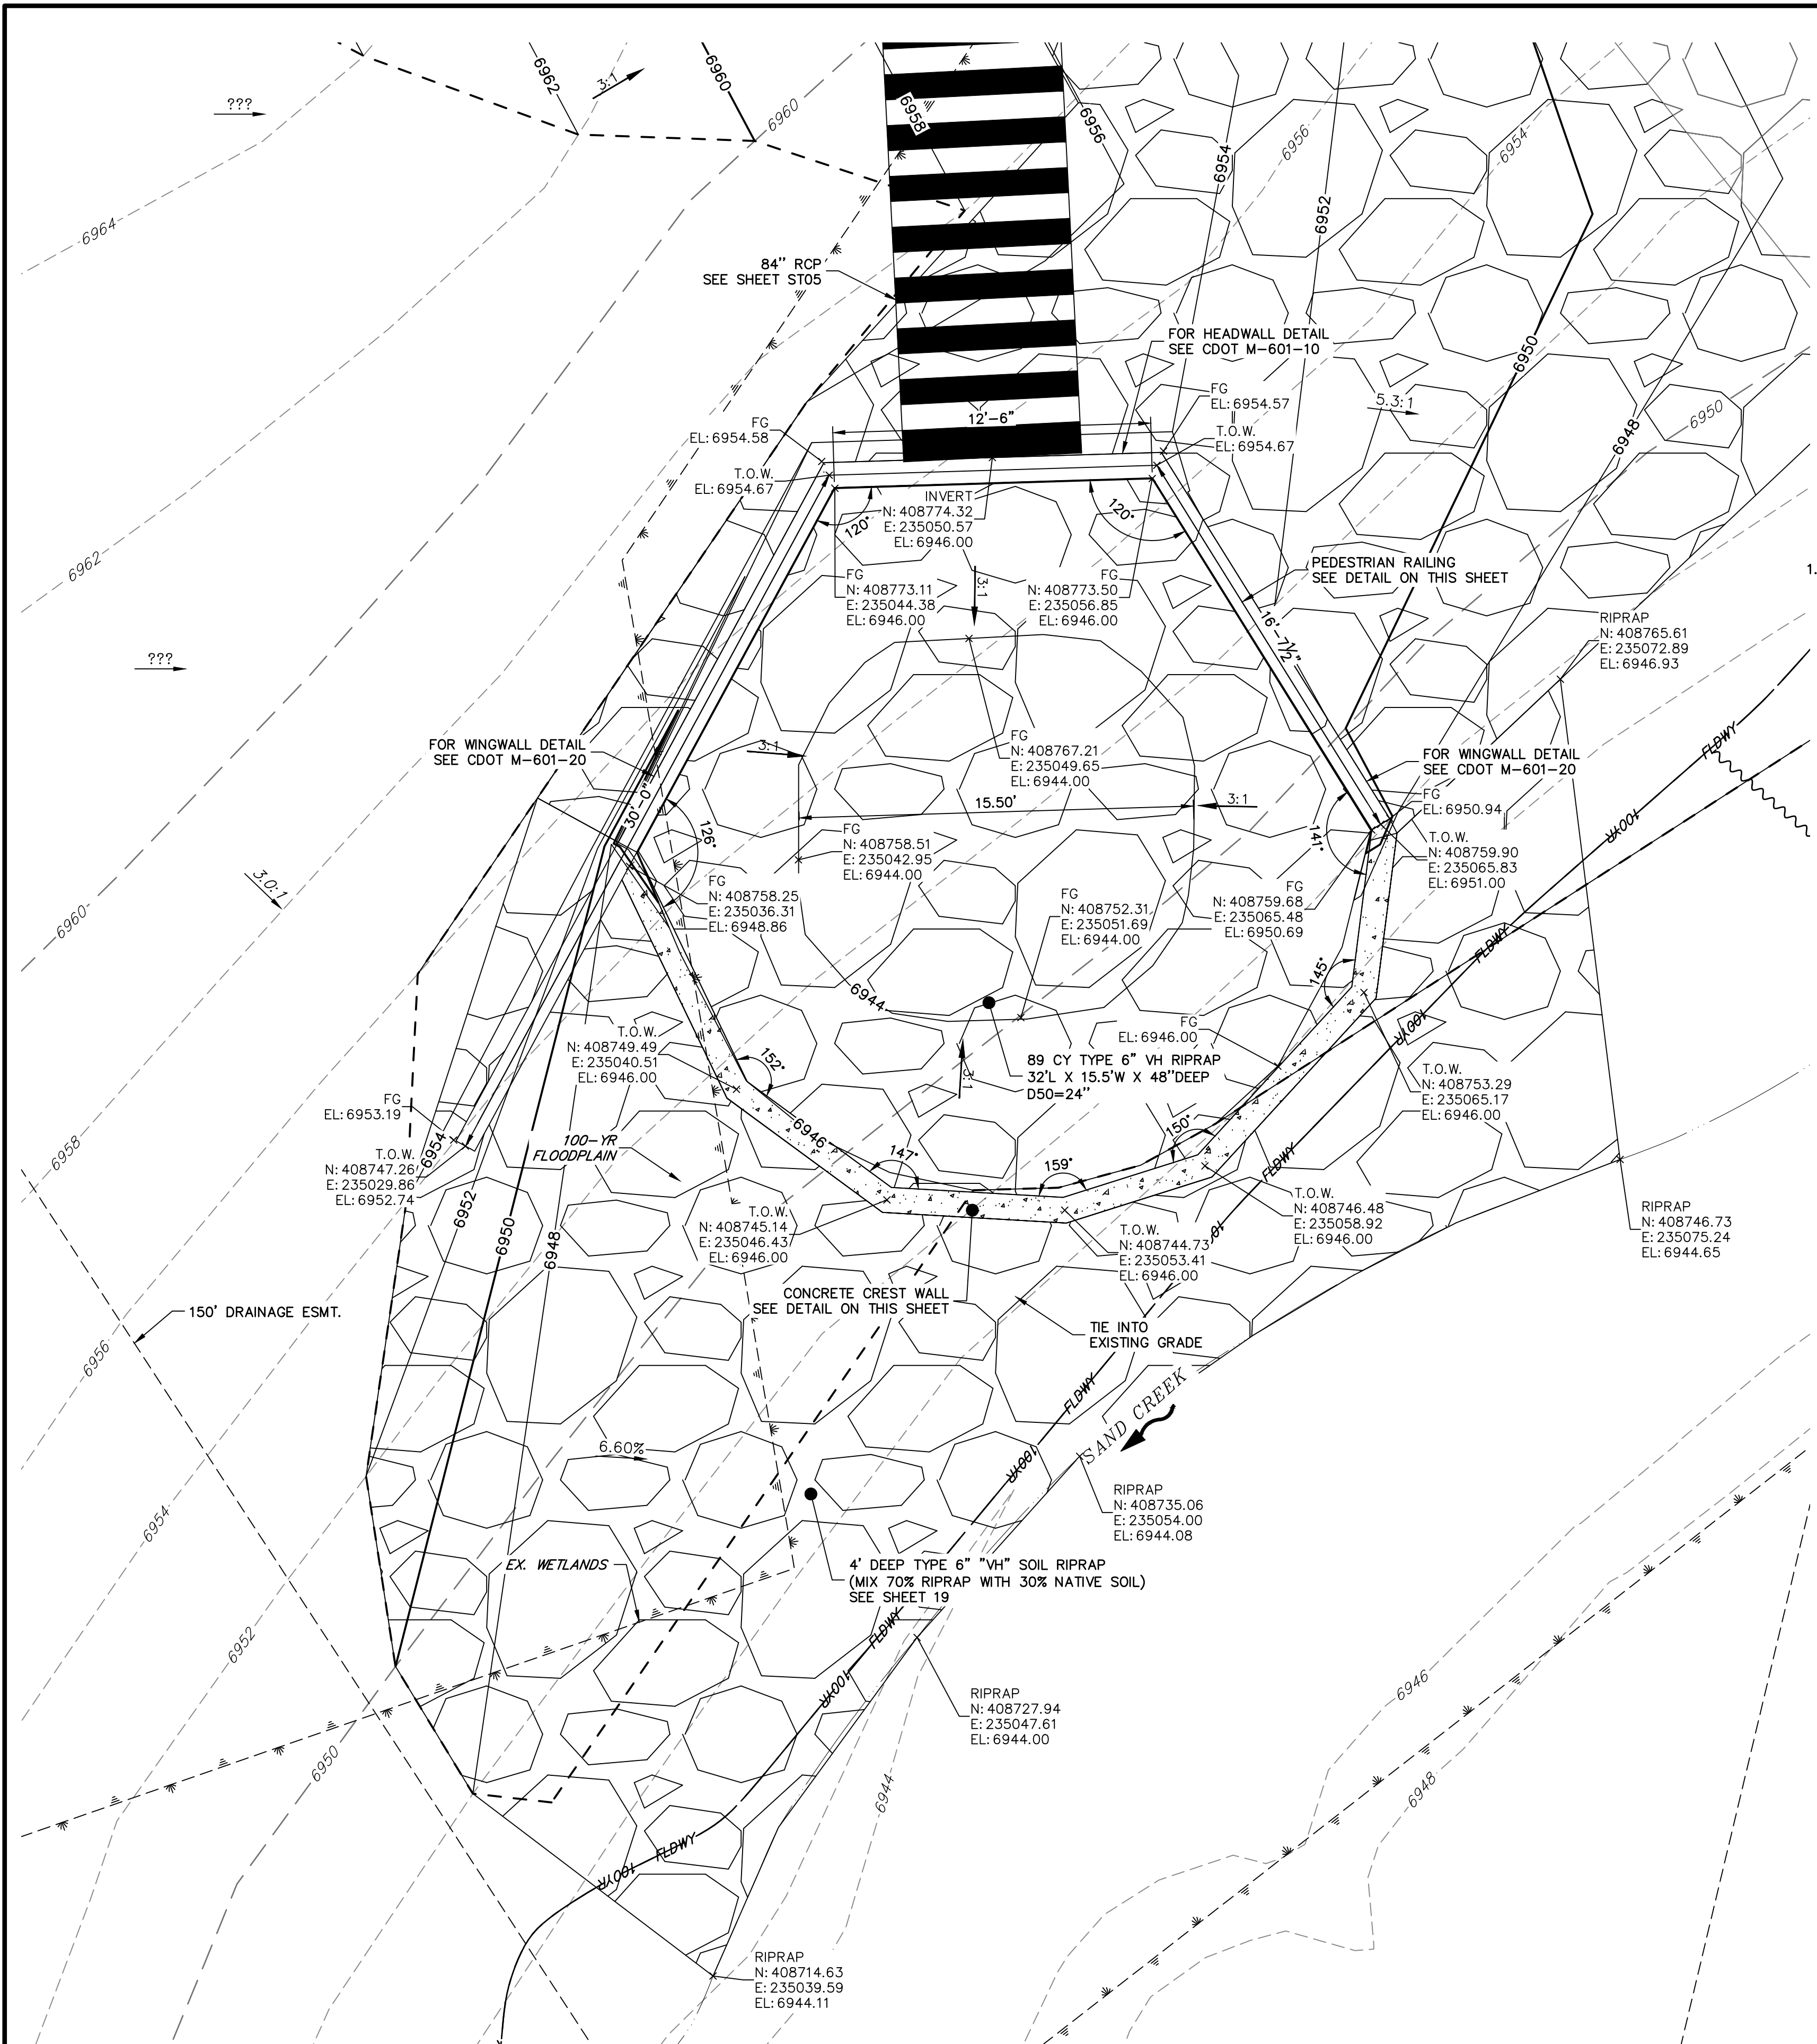 6962
3:1
6960
6960
6958
6956
6956
6954
6954
???
6952
6964
84" RCP
SEE SHEET ST05
FOR HEADWALL DETAIL
SEE CDOT M-601-10
6950
FG
EL: 6954.57
5.3:1
6950
12'-6"
FG
EL: 6954.58
T.O.W.
EL: 6954.67
6948
T.O.W.
EL: 6954.67
INVERT
N: 408774.32
E: 235050.57
EL: 6946.00
120°
120°
6962
PEDESTRIAN RAILING
SEE DETAIL ON THIS SHEET
1.
FG
N: 408773.11
E: 235044.38
EL: 6946.00
3:1
FG
N: 408773.50
E: 235056.85
EL: 6946.00
16'-7½"
RIPRAP
N: 408765.61
E: 235072.89
EL: 6946.93
???
FOR WINGWALL DETAIL
SEE CDOT M-601-20
3:1
FG
N: 408767.21
E: 235049.65
EL: 6944.00
FOR WINGWALL DETAIL
SEE CDOT M-601-20
FLDWY
15.50'
3:1
FG
EL: 6950.94
30'-0"
126°
141°
100YR
FG
N: 408758.51
E: 235042.95
EL: 6944.00
T.O.W.
N: 408759.90
E: 235065.83
EL: 6951.00
3.0:1
FG
N: 408758.25
E: 235036.31
EL: 6948.86
FG
N: 408752.31
E: 235051.69
EL: 6944.00
FG
N: 408759.68
E: 235065.48
EL: 6950.69
6960
FLDWY
145°
6944
100YR
T.O.W.
N: 408749.49
E: 235040.51
EL: 6946.00
152°
FG
EL: 6946.00
89 CY TYPE 6" VH RIPRAP
32'L X 15.5'W X 48"DEEP
D50=24"
3:1
T.O.W.
N: 408753.29
E: 235065.17
EL: 6946.00
FG
EL: 6953.19
6958
6954
100-YR
FLOODPLAIN
6946
150°
147°
159°
FLDWY
T.O.W.
N: 408747.26
E: 235029.86
EL: 6952.74
6952
6950
6948
T.O.W.
N: 408745.14
E: 235046.43
EL: 6946.00
T.O.W.
N: 408746.48
E: 235058.92
EL: 6946.00
T.O.W.
N: 408744.73
E: 235053.41
EL: 6946.00
10
RIPRAP
N: 408746.73
E: 235075.24
EL: 6944.65
CONCRETE CREST WALL
SEE DETAIL ON THIS SHEET
150' DRAINAGE ESMT.
TIE INTO
EXISTING GRADE
6956
FLDWY
SAND CREEK
6.60%
100YR
RIPRAP
N: 408735.06
E: 235054.00
EL: 6944.08
6954
EX. WETLANDS
4' DEEP TYPE 6" "VH" SOIL RIPRAP
(MIX 70% RIPRAP WITH 30% NATIVE SOIL)
SEE SHEET 19
6952
FLDWY
100YR
6946
RIPRAP
N: 408727.94
E: 235047.61
EL: 6944.00
6950
6944
6948
FLDWY
100YR
RIPRAP
N: 408714.63
E: 235039.59
EL: 6944.11